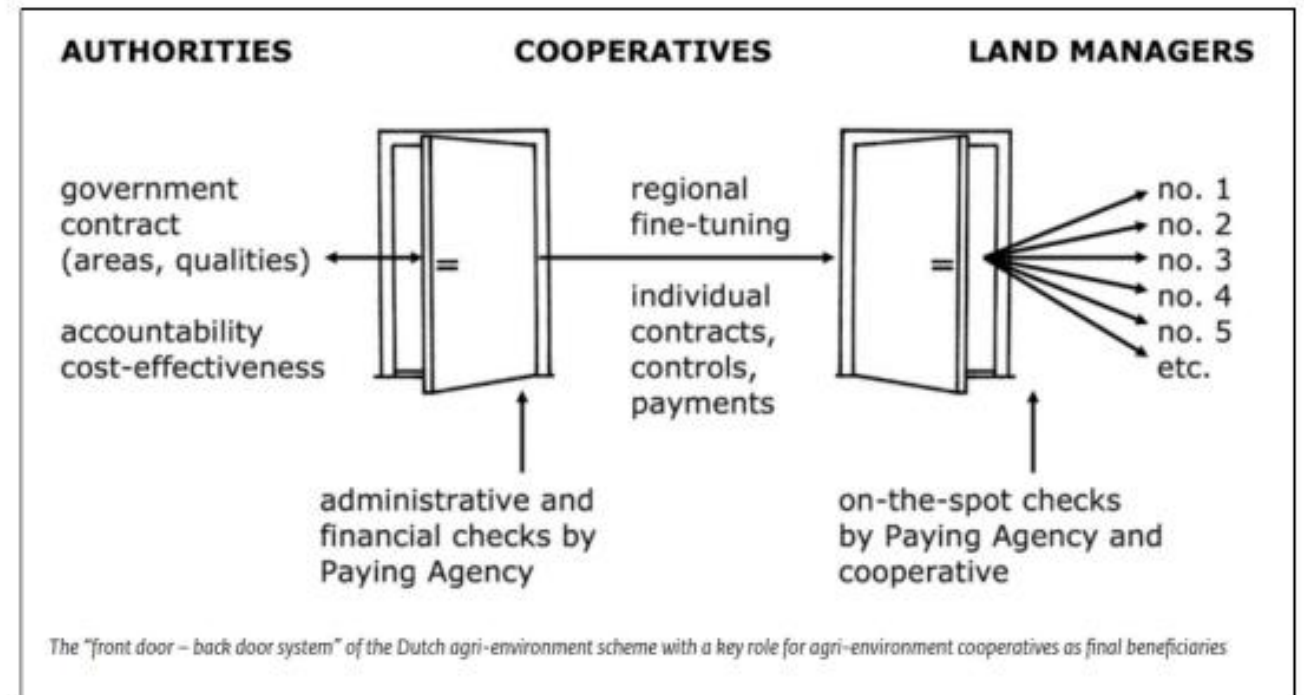 AUTHORITIES
COOPERATIVES
LAND MANAGERS
government
contract
(areas, qualities)
accountability
cost-effectiveness
regional
fine-tuning
individual
contracts,
controls,
payments
no. 1
no. 2
no. 3
no. 4
no. 5
etc.
administrative and
financial checks by
Paying Agency
on-the-spot checks
by Paying Agency and
cooperative
The "front door – back door system" of the Dutch agri-environment scheme with a key role for agri-environment cooperatives as final beneficiaries